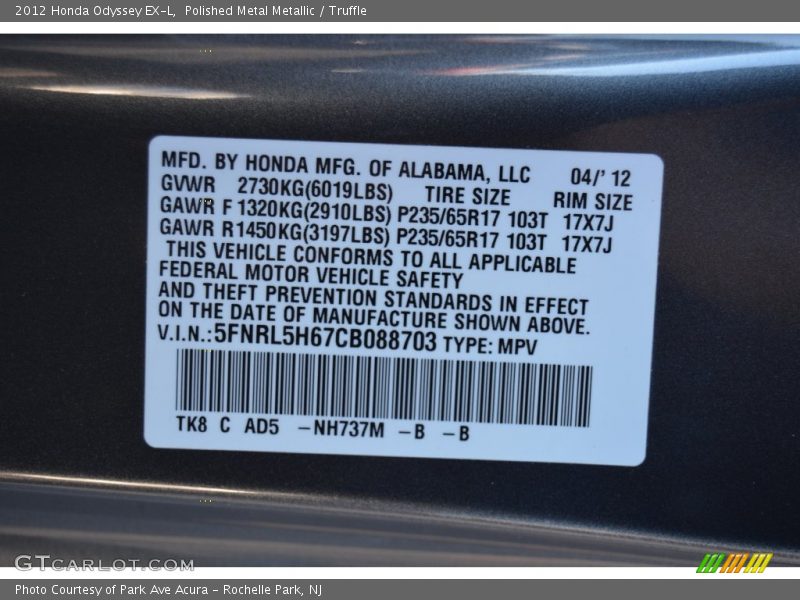 2012 Honda Odyssey EX-L, Polished Metal Metallic / Truffle
MFD. BY HONDA MFG. OF ALABAMA, LLC 04/' 12
GVWR 2730KG(6019LBS) TIRE SIZE RIM SIZE
GAWR F 1320KG(2910LBS) P235/65R17 103T 17X7J
GAWR R 1450KG(3197LBS) P235/65R17 103T 17X7J
THIS VEHICLE CONFORMS TO ALL APPLICABLE
FEDERAL MOTOR VEHICLE SAFETY
AND THEFT PREVENTION STANDARDS IN EFFECT
ON THE DATE OF MANUFACTURE SHOWN ABOVE.
V.I.N.:5FNRL5H67CB088703 TYPE: MPV
TK8 C AD5 -NH737M -B -B
GTCARLOT.COM
Photo Courtesy of Park Ave Acura - Rochelle Park, NJ